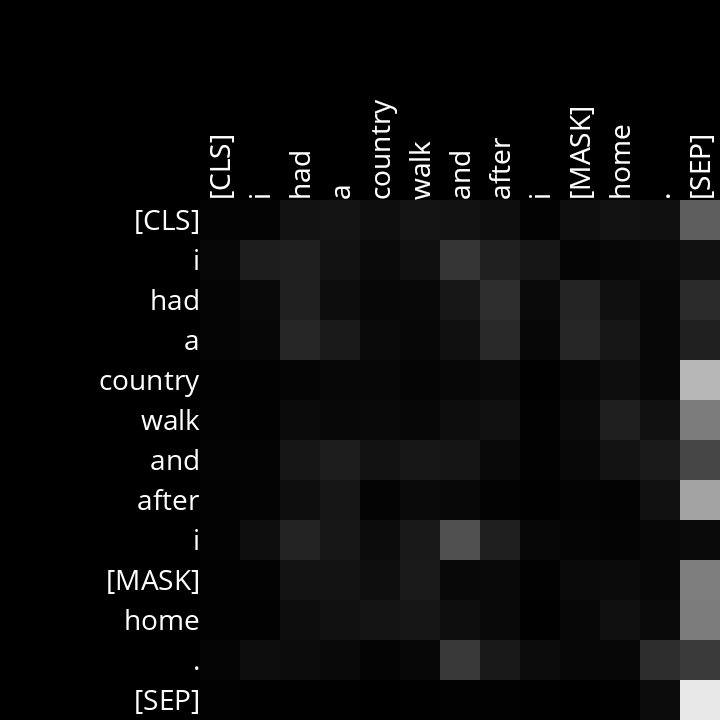 [CLS] i had a country walk and after i [MASK] home . [SEP]
[CLS]
i
had
a
country
walk
and
after
i
[MASK]
home
.
[SEP]